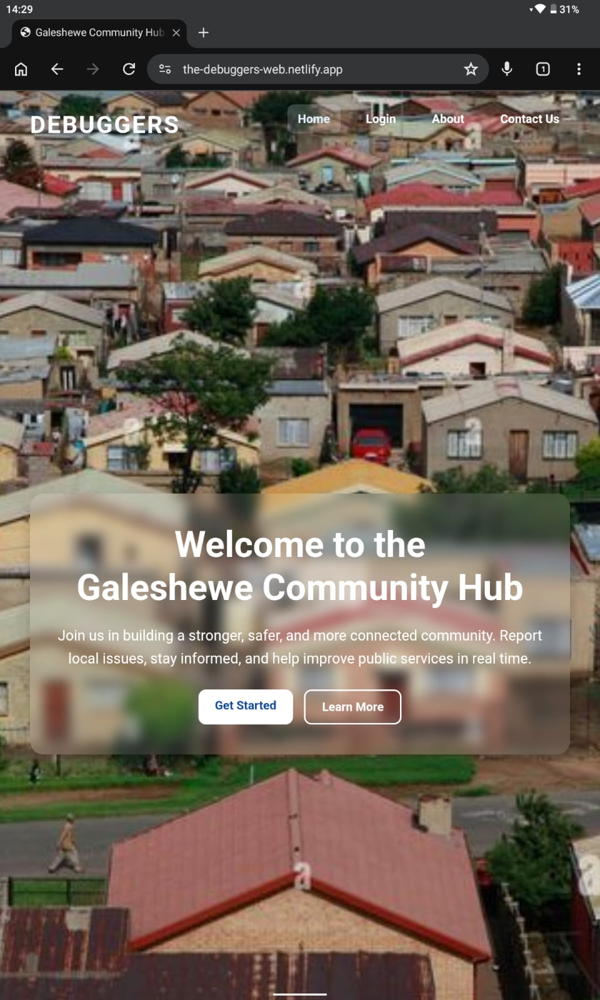 14:29
31%
Galeshewe Community Hub
the-debuggers-web.netlify.app
1
DEBUGGERS
Home Login About Contact Us
a
a
a
a
Welcome to the
Galeshewe Community Hub
Join us in building a stronger, safer, and more connected community. Report
local issues, stay informed, and help improve public services in real time.
Get Started Learn More
a
a